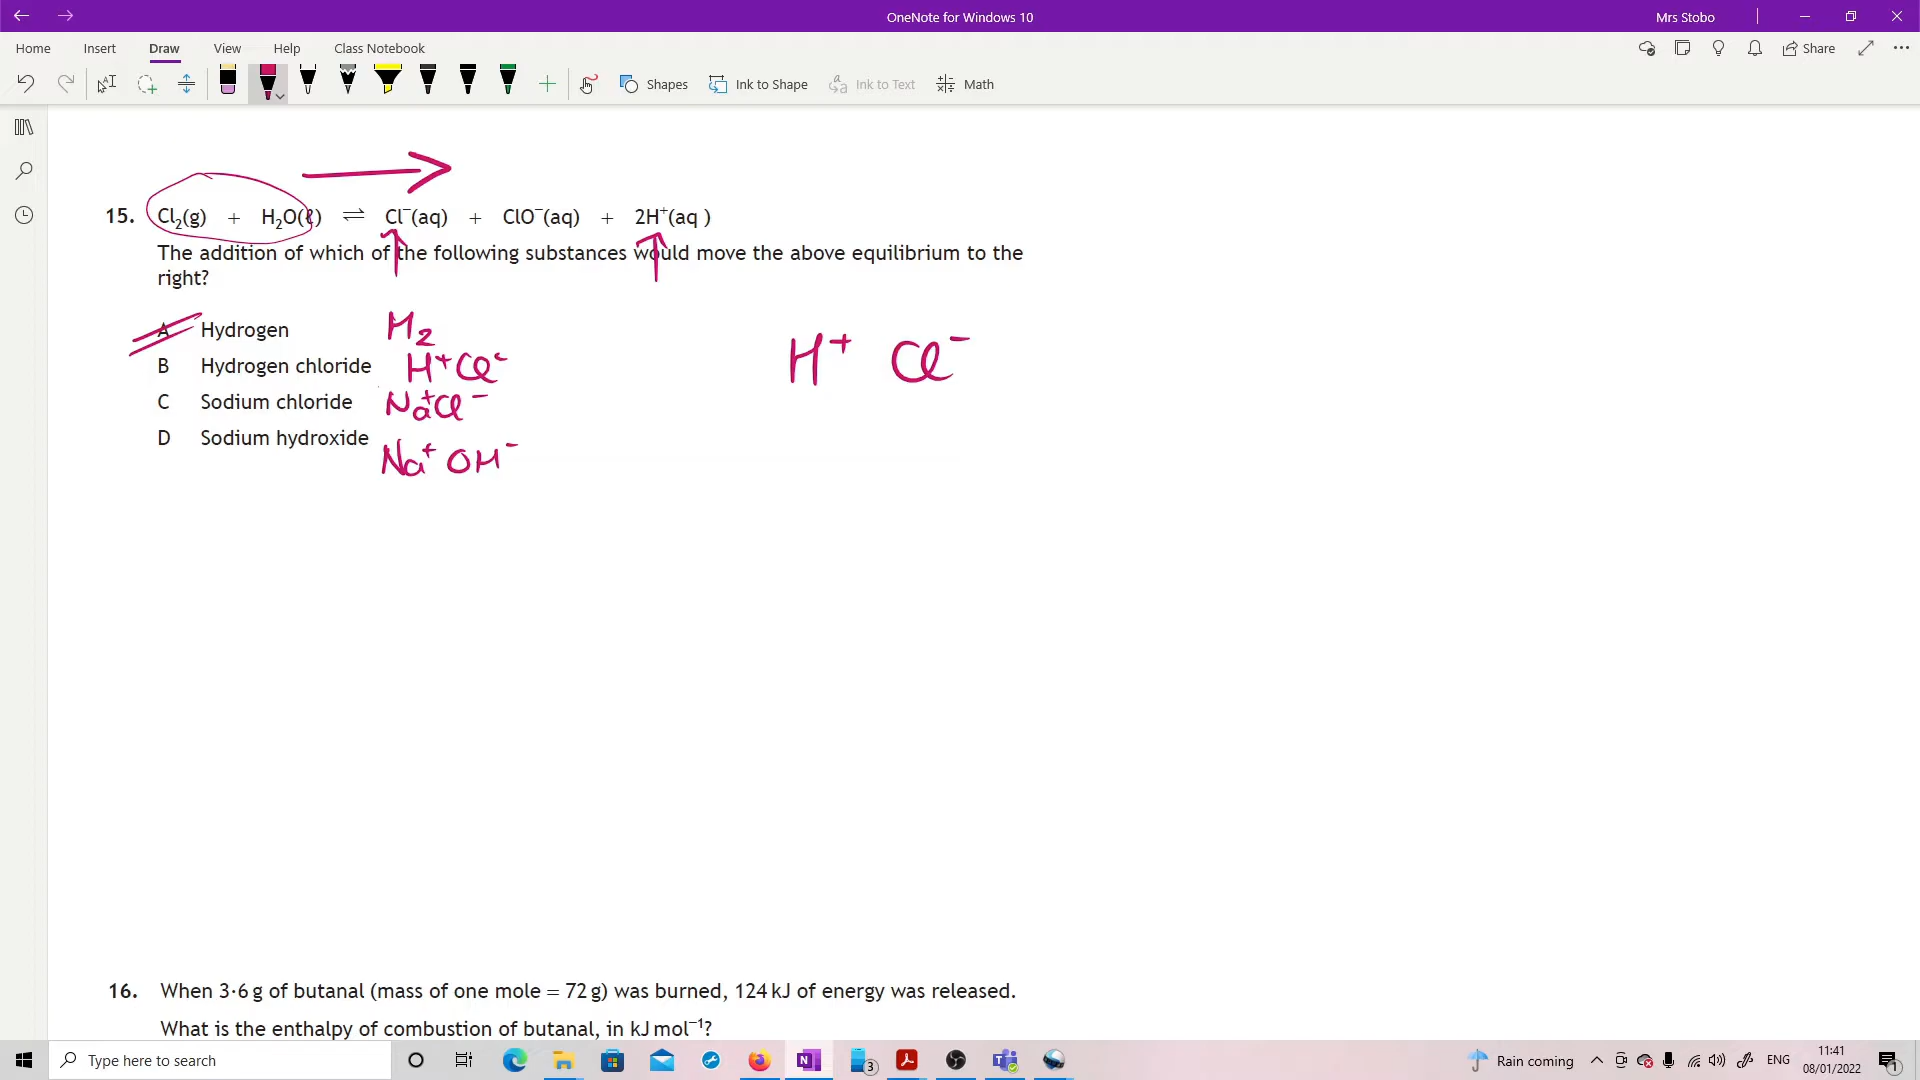 OneNote for Windows 10
Mrs Stobo
Home Insert Draw View Help Class Notebook
Share
Shapes Ink to Shape Ink to Text Math
15. Cl₂(g) + H₂O(ℓ) ⇌ Cl⁻(aq) + ClO⁻(aq) + 2H⁺(aq )
The addition of which of the following substances would move the above equilibrium to the
right?
A Hydrogen H₂
B Hydrogen chloride H⁺Cl⁻
H⁺ Cl⁻
C Sodium chloride Na⁺Cl⁻
D Sodium hydroxide Na⁺ OH⁻
16. When 3·6 g of butanal (mass of one mole = 72 g) was burned, 124 kJ of energy was released.
What is the enthalpy of combustion of butanal, in kJ mol⁻¹?
Type here to search
3
Rain coming
ENG
11:41
08/01/2022
1